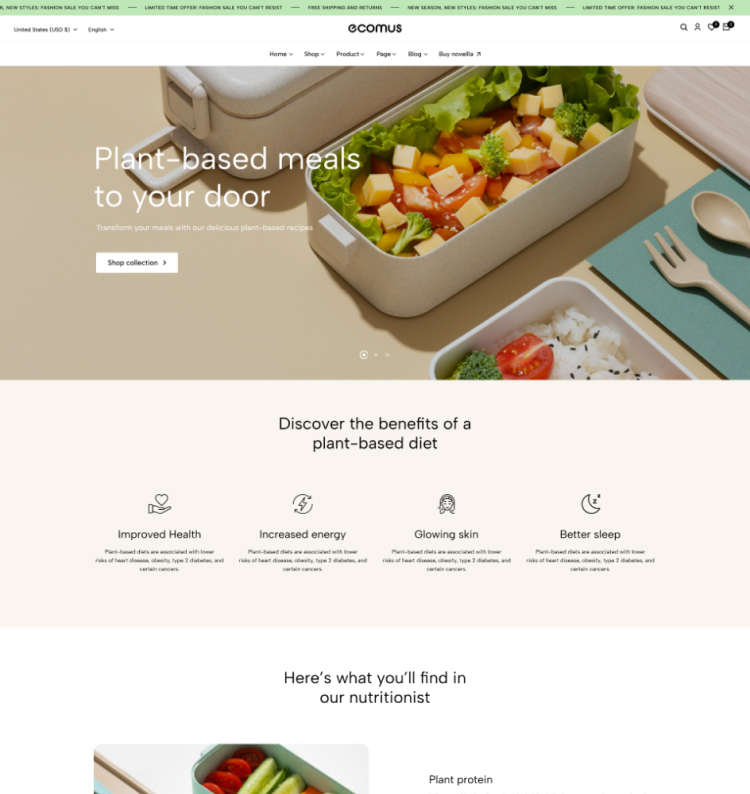 NEW STYLES: FASHION SALE YOU CAN'T MISS — LIMITED TIME OFFER: FASHION SALE YOU CAN'T RESIST — FREE SHIPPING AND RETURNS — NEW SEASON, NEW STYLES: FASHION SALE YOU CAN'T MISS — LIMITED TIME OFFER: FASHION SALE YOU CAN'T RESIST
United States (USD $) English ecomus 0 0
Home Shop Product Page Blog Buy novella
Plant-based meals
to your door
Transform your meals with our delicious plant-based recipes
Shop collection
Discover the benefits of a
plant-based diet
Improved Health Increased energy Glowing skin Better sleep
Plant-based diets are associated with lower Plant-based diets are associated with lower Plant-based diets are associated with lower Plant-based diets are associated with lower
risks of heart disease, obesity, type 2 diabetes, and risks of heart disease, obesity, type 2 diabetes, and risks of heart disease, obesity, type 2 diabetes, and risks of heart disease, obesity, type 2 diabetes, and
certain cancers. certain cancers. certain cancers. certain cancers.
Here's what you'll find in
our nutritionist
Plant protein